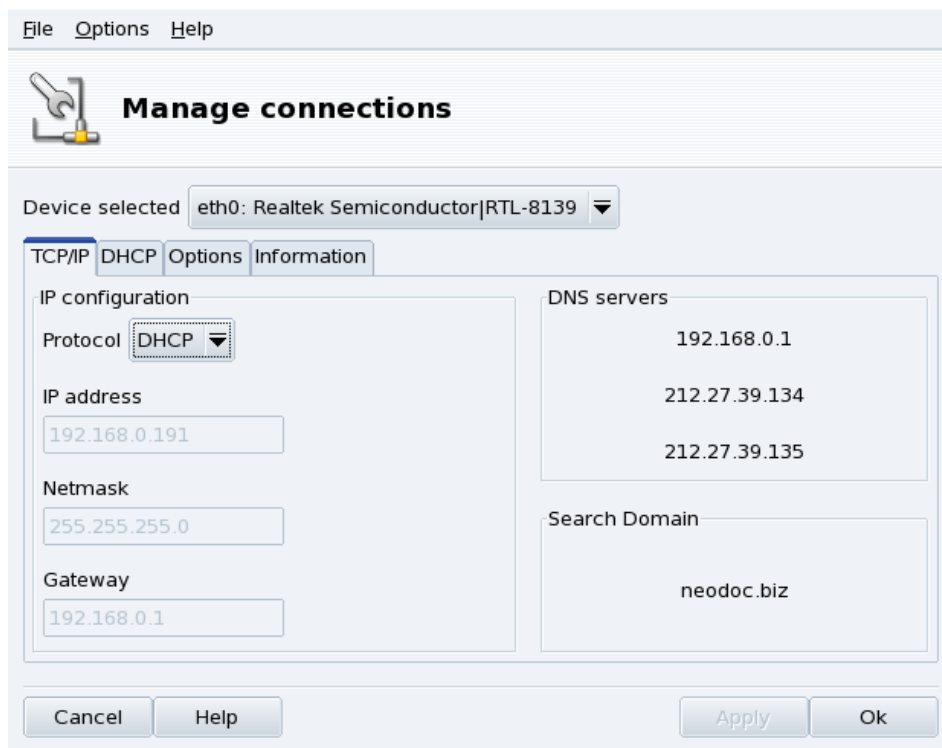 File Options Help
Manage connections
Device selected eth0: Realtek Semiconductor|RTL-8139
TCP/IP DHCP Options Information
IP configuration
Protocol DHCP
IP address
192.168.0.191
Netmask
255.255.255.0
Gateway
192.168.0.1
DNS servers
192.168.0.1
212.27.39.134
212.27.39.135
Search Domain
neodoc.biz
Cancel Help Apply Ok